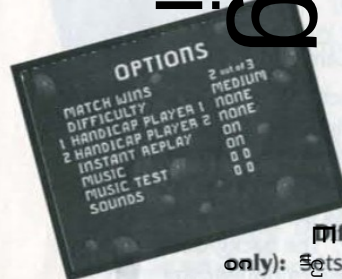 OPTIONS
MATCH WINS 2 out of 3
DIFFICULTY MEDIUM
1 HANDICAP PLAYER 1 NONE
2 HANDICAP PLAYER 2 NONE
INSTANT REPLAY ON
MUSIC ON
MUSIC TEST 0 0
SOUNDS 0 0
only): Sets